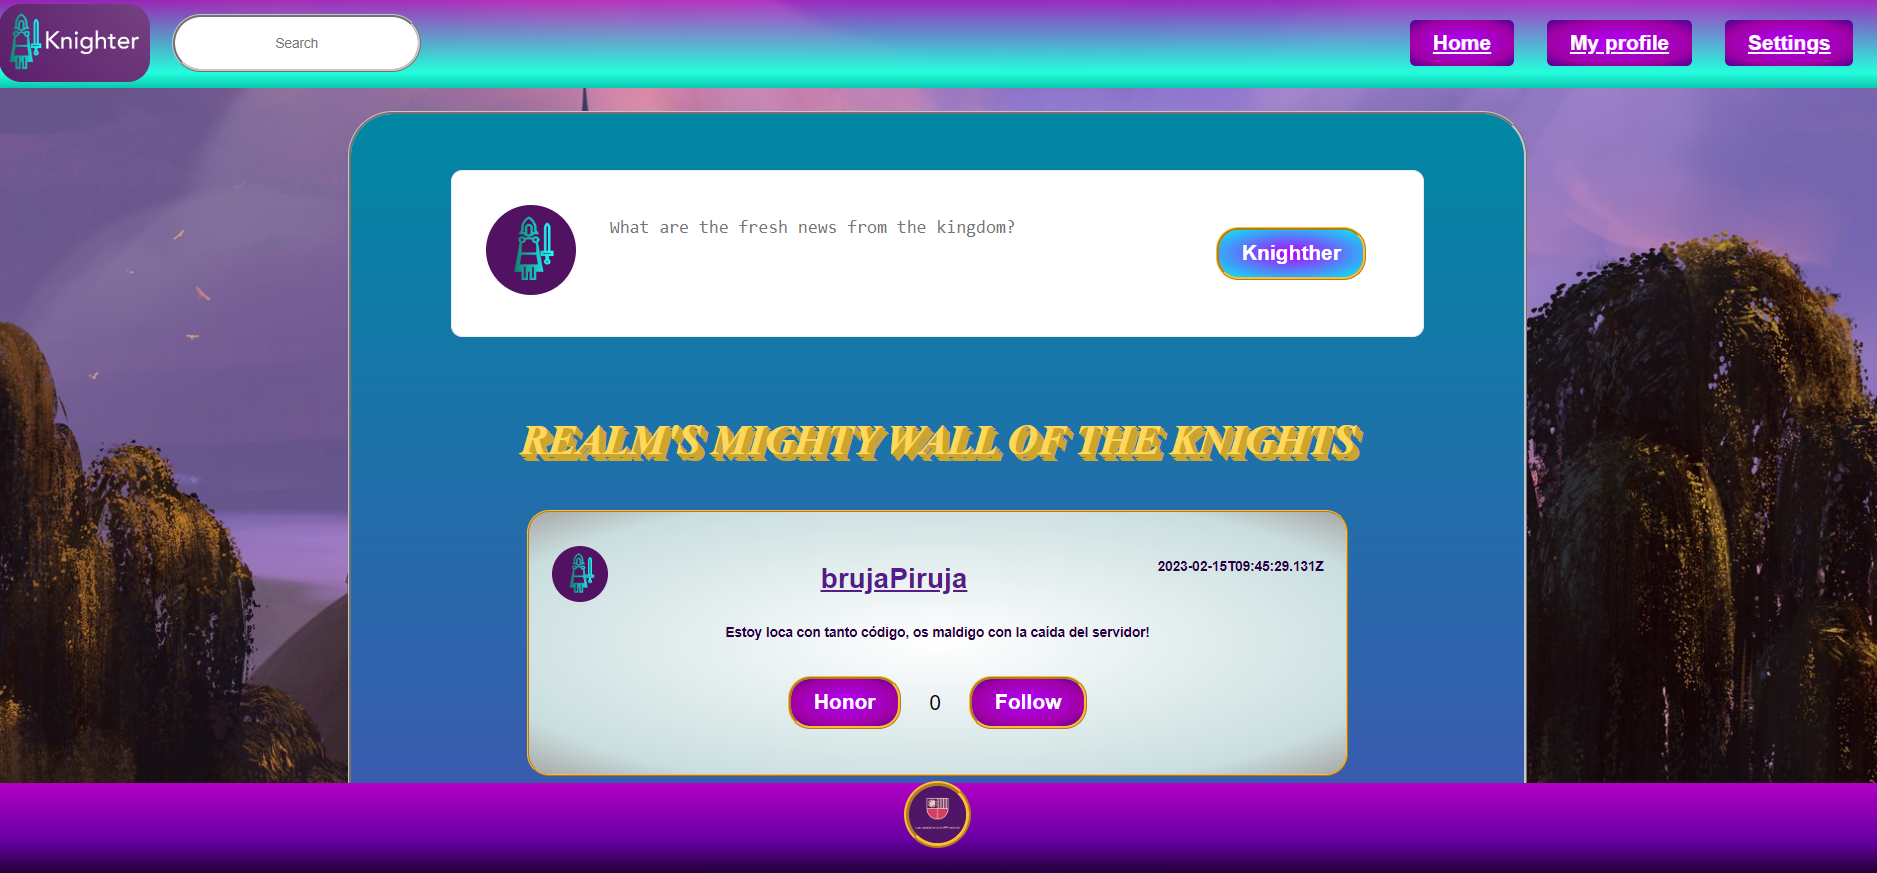 Knighter
Search
Home
My profile
Settings
What are the fresh news from the kingdom?
Knighther
REALM'S MIGHTY WALL OF THE KNIGHTS
brujaPiruja
2023-02-15T09:45:29.131Z
Estoy loca con tanto código, os maldigo con la caída del servidor!
Honor
0
Follow